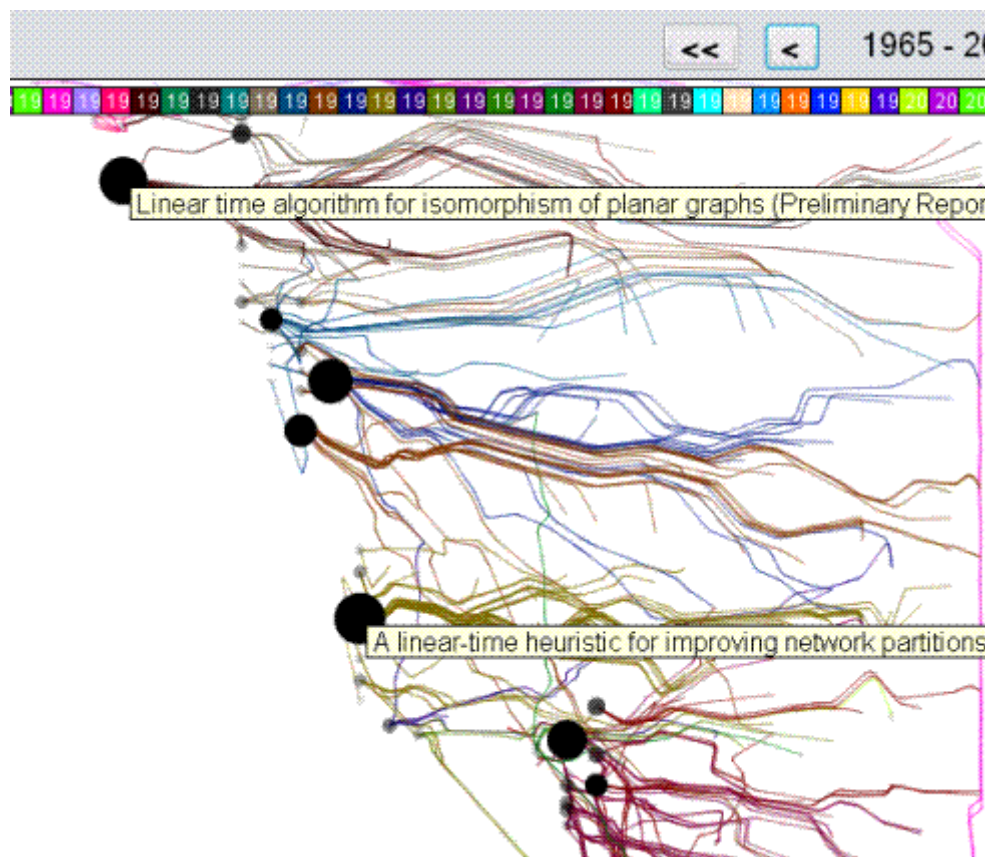 << < 1965 - 20
19 19 19 19 19 19 19 19 19 19 19 19 19 19 19 19 19 19 19 19 19 19 19 19 19 19 19 19 19 19 20 20 20
Linear time algorithm for isomorphism of planar graphs (Preliminary Repor
A linear-time heuristic for improving network partitions